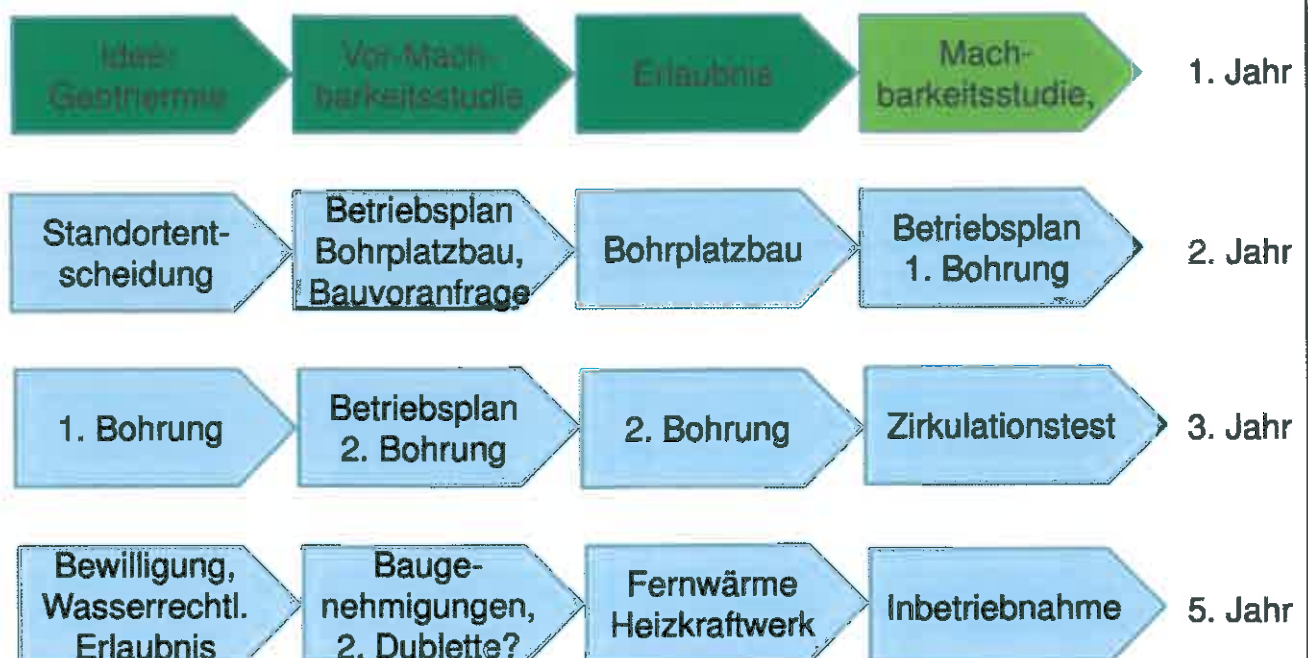 Idee:
Geothermie
Vor-Mach-
barkeitsstudie
Erlaubnis
Mach-
barkeitsstudie,
1. Jahr
Standortent-
scheidung
Betriebsplan
Bohrplatzbau,
Bauvoranfrage
Bohrplatzbau
Betriebsplan
1. Bohrung
2. Jahr
1. Bohrung
Betriebsplan
2. Bohrung
2. Bohrung
Zirkulationstest
3. Jahr
Bewilligung,
Wasserrechtl.
Erlaubnis
Bauge-
nehmigungen,
2. Dublette?
Fernwärme
Heizkraftwerk
Inbetriebnahme
5. Jahr